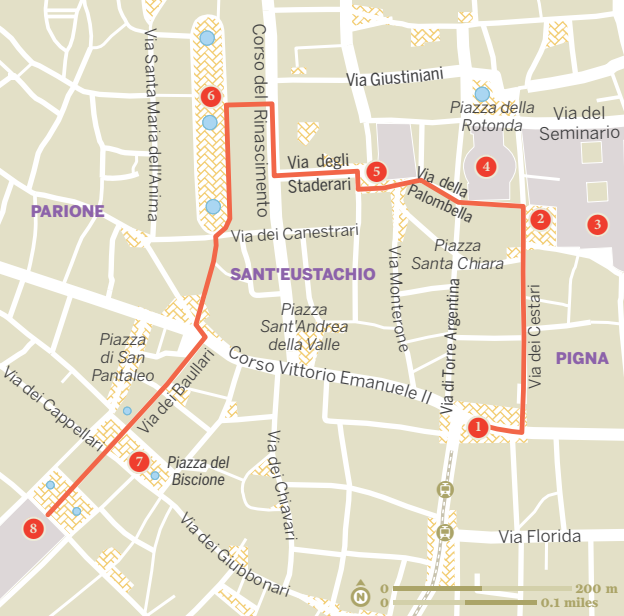 Via Santa Maria dell'Anima
Corso del Rinascimento
6
Via Giustiniani
Piazza della
Rotonda
Via del
Seminario
Via degli
Staderari
5
4
Via della
Palombella
2
3
PARIONE
Via dei Canestrari
Piazza
Santa Chiara
SANT'EUSTACHIO
Via Monterone
Via di Torre Argentina
Via dei Cestari
Piazza
Sant'Andrea
della Valle
Piazza
di San
Pantaleo
PIGNA
Corso Vittorio Emanuele II
Via dei Baullari
Via dei Cappellari
1
7
Piazza del
Biscione
Via dei Chiavari
8
Via dei Giubbonari
Via Florida
N
0 200 m
0 0.1 miles